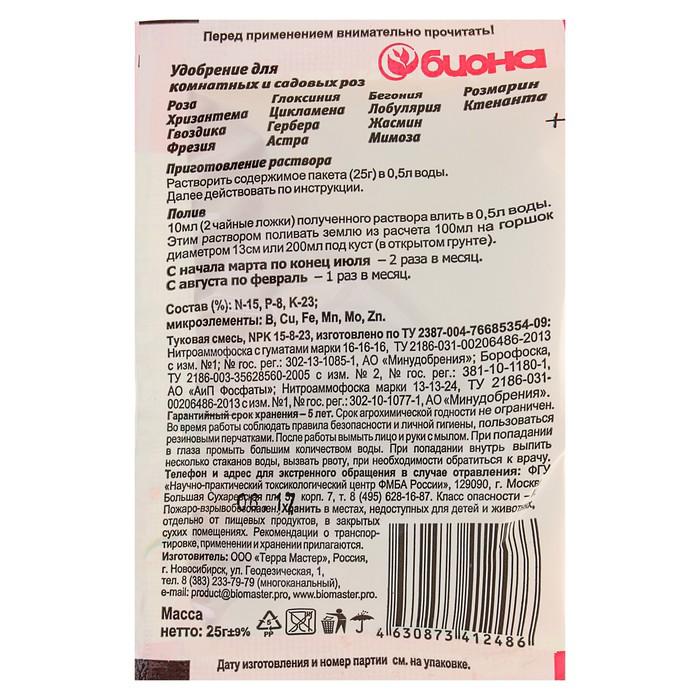 Перед применением внимательно прочитать!
биона
Удобрение для
комнатных и садовых роз
Роза Глоксиния Бегония Розмарин
Хризантема Цикламена Лобулярия Ктенанта
Гвоздика Гербера Жасмин
Фрезия Астра Мимоза
Приготовление раствора
Растворить содержимое пакета (25г) в 0,5л воды.
Далее действовать по инструкции.
Полив
10мл (2 чайные ложки) полученного раствора влить в 0,5л воды.
Этим раствором поливать землю из расчета 100мл на горшок
диаметром 13см или 200мл под куст (в открытом грунте).
С начала марта по конец июля – 2 раза в месяц.
С августа по февраль – 1 раз в месяц.
Состав (%): N-15, P-8, K-23;
микроэлементы: B, Cu, Fe, Mn, Mo, Zn.
Туковая смесь, NPK 15-8-23, изготовлено по ТУ 2387-004-76685354-09:
Нитроаммофоска с гуматами марки 16-16-16, ТУ 2186-031-00206486-2013
с изм. №1; № гос. рег.: 302-13-1085-1, АО «Минудобрения»; Борофоска,
ТУ 2186-003-35628560-2005 с изм. № 2, № гос. рег.: 381-10-1180-1,
АО «АиП Фосфаты»; Нитроаммофоска марки 13-13-24, ТУ 2186-031-
00206486-2013 с изм. №1, № гос. рег.: 302-10-1077-1, АО «Минудобрения».
Гарантийный срок хранения – 5 лет. Срок агрохимической годности не ограничен.
Во время работы соблюдать правила безопасности и личной гигиены, пользоваться
резиновыми перчатками. После работы вымыть лицо и руки с мылом. При попадании
в глаза промыть большим количеством воды. При попадании внутрь выпить
несколько стаканов воды, вызвать рвоту, при необходимости обратиться к врачу.
Телефон и адрес для экстренного обращения в случае отравления: ФГУ
«Научно-практический токсикологический центр ФМБА России», 129090, г. Москва
Большая Сухаревская пл. корп. 7, т. 8 (495) 628-16-87. Класс опасности –
Пожаро-взрывобезопасен. Хранить в местах, недоступных для детей и животных,
06 17
отдельно от пищевых продуктов, в закрытых
сухих помещениях. Рекомендации о транспор-
тировке, применении и хранении прилагаются.
Изготовитель: ООО «Терра Мастер», Россия,
г. Новосибирск, ул. Геодезическая, 1,
тел. 8 (383) 233-79-79 (многоканальный),
e-mail: product@biomaster.pro, www.biomaster.pro.
Масса
нетто: 25г±9%
5
PP
4 630873 412486
Дату изготовления и номер партии см. на упаковке.